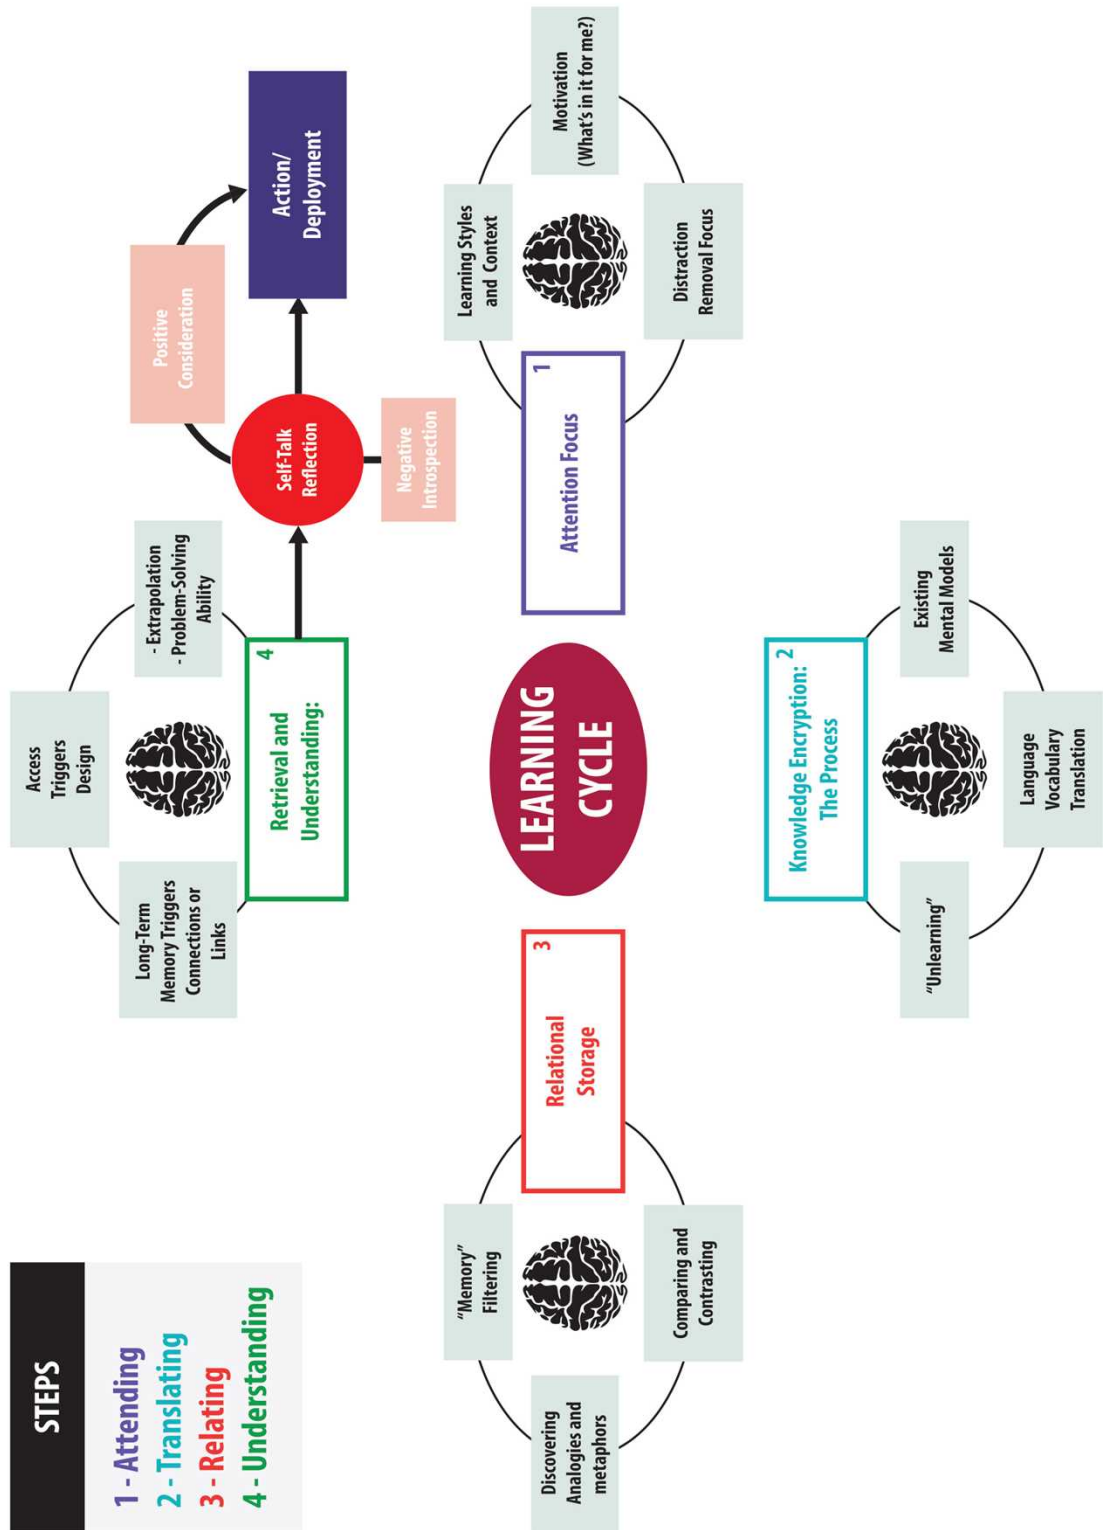 STEPS
1 - Attending
2 - Translating
3 - Relating
4 - Understanding
Long-Term
Memory Triggers
Connections or
Links
Access
Triggers
Design
- Extrapolation
- Problem-Solving
Ability
Retrieval and
Understanding:
4
Self-Talk
Reflection
Positive
Consideration
Negative
Introspection
Action/
Deployment
Discovering
Analogies and
metaphors
"Memory"
Filtering
Comparing and
Contrasting
Relational
Storage
3
LEARNING
CYCLE
Attention Focus
1
Learning Styles
and Context
Motivation
(What's in it for me?)
Distraction
Removal Focus
Knowledge Encryption:
The Process
2
"Unlearning"
Language
Vocabulary
Translation
Existing
Mental Models